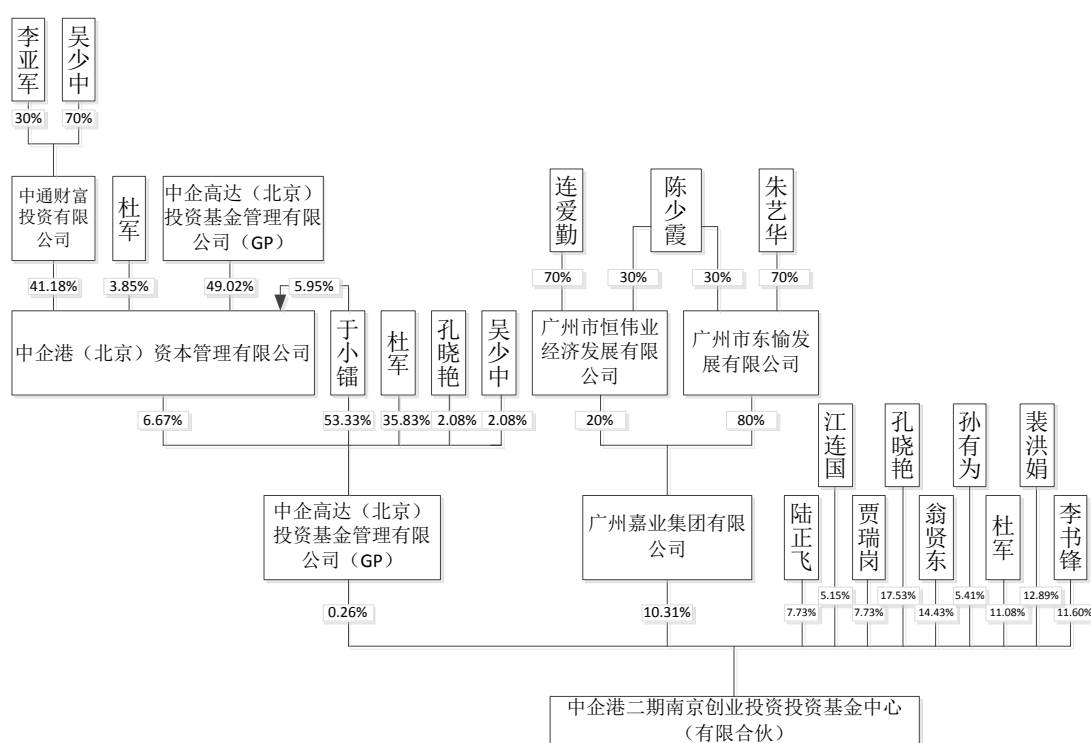 李亚军
吴少中
30%
70%
中通财富
投资有限
公司
杜军
中企高达（北京）
投资基金管理有限
公司（GP）
连爱勤
陈少霞
朱艺华
41.18%
3.85%
49.02%
5.95%
70%
30%
30%
70%
中企港（北京）资本管理有限公司
于小镭
杜军
孔晓艳
吴少中
广州市恒伟业
经济发展有限
公司
广州市东愉发
展有限公司
6.67%
53.33%
35.83%
2.08%
2.08%
20%
80%
中企高达（北京）
投资基金管理有限
公司（GP）
广州嘉业集团有限
公司
陆正飞
江连国
贾瑞岗
孔晓艳
翁贤东
孙有为
杜军
裴洪娟
李书锋
0.26%
10.31%
7.73%
5.15%
7.73%
17.53%
14.43%
5.41%
11.08%
12.89%
11.60%
中企港二期南京创业投资投资基金中心
（有限合伙）